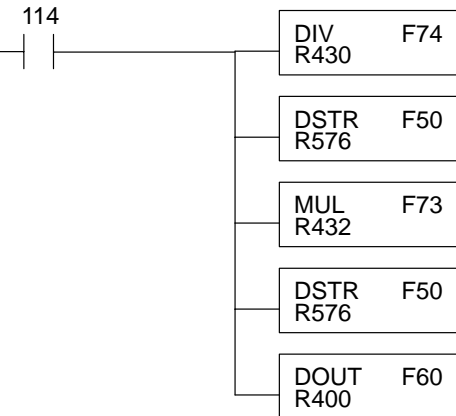 114
DIV F74
R430
DSTR F50
R576
MUL F73
R432
DSTR F50
R576
DOUT F60
R400